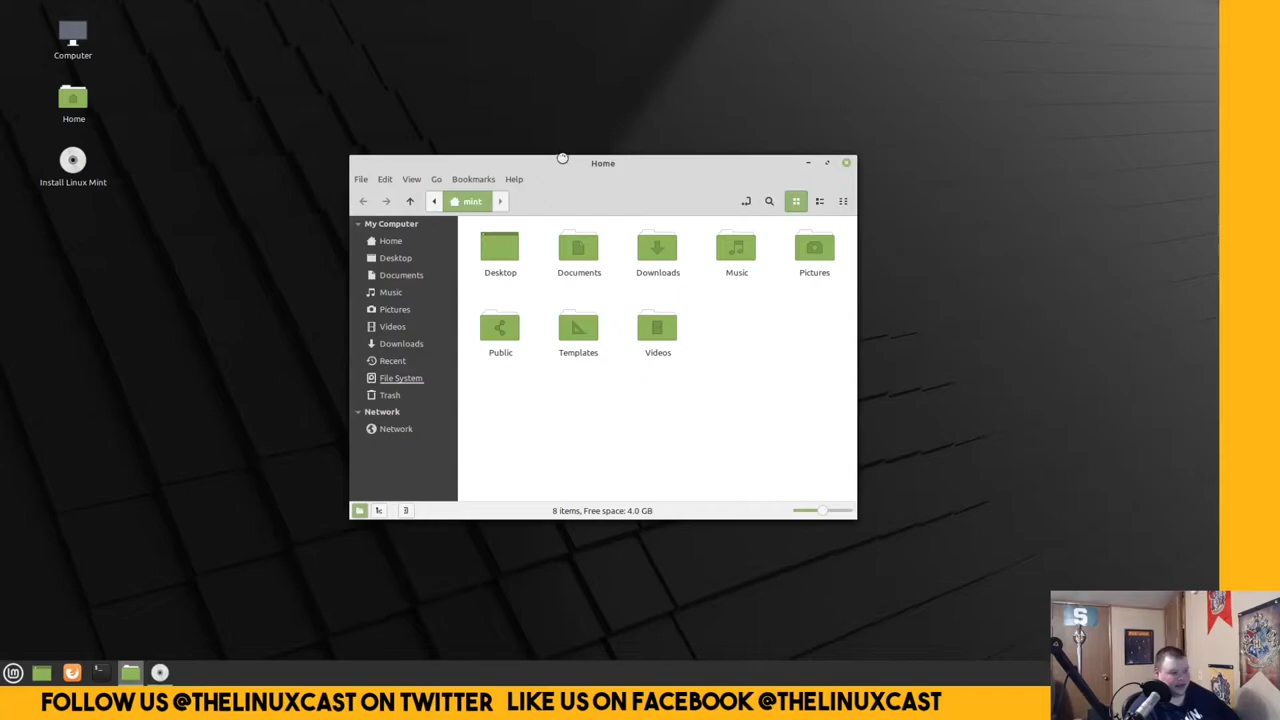 Computer
Home
Install Linux Mint
Home
File Edit View Go Bookmarks Help
mint
My Computer
Home
Desktop
Documents
Music
Pictures
Videos
Downloads
Recent
File System
Trash
Network
Network
Desktop Documents Downloads Music Pictures
Public Templates Videos
8 items, Free space: 4.0 GB
S
FOLLOW US @THELINUXCAST ON TWITTER LIKE US ON FACEBOOK @THELINUXCAST